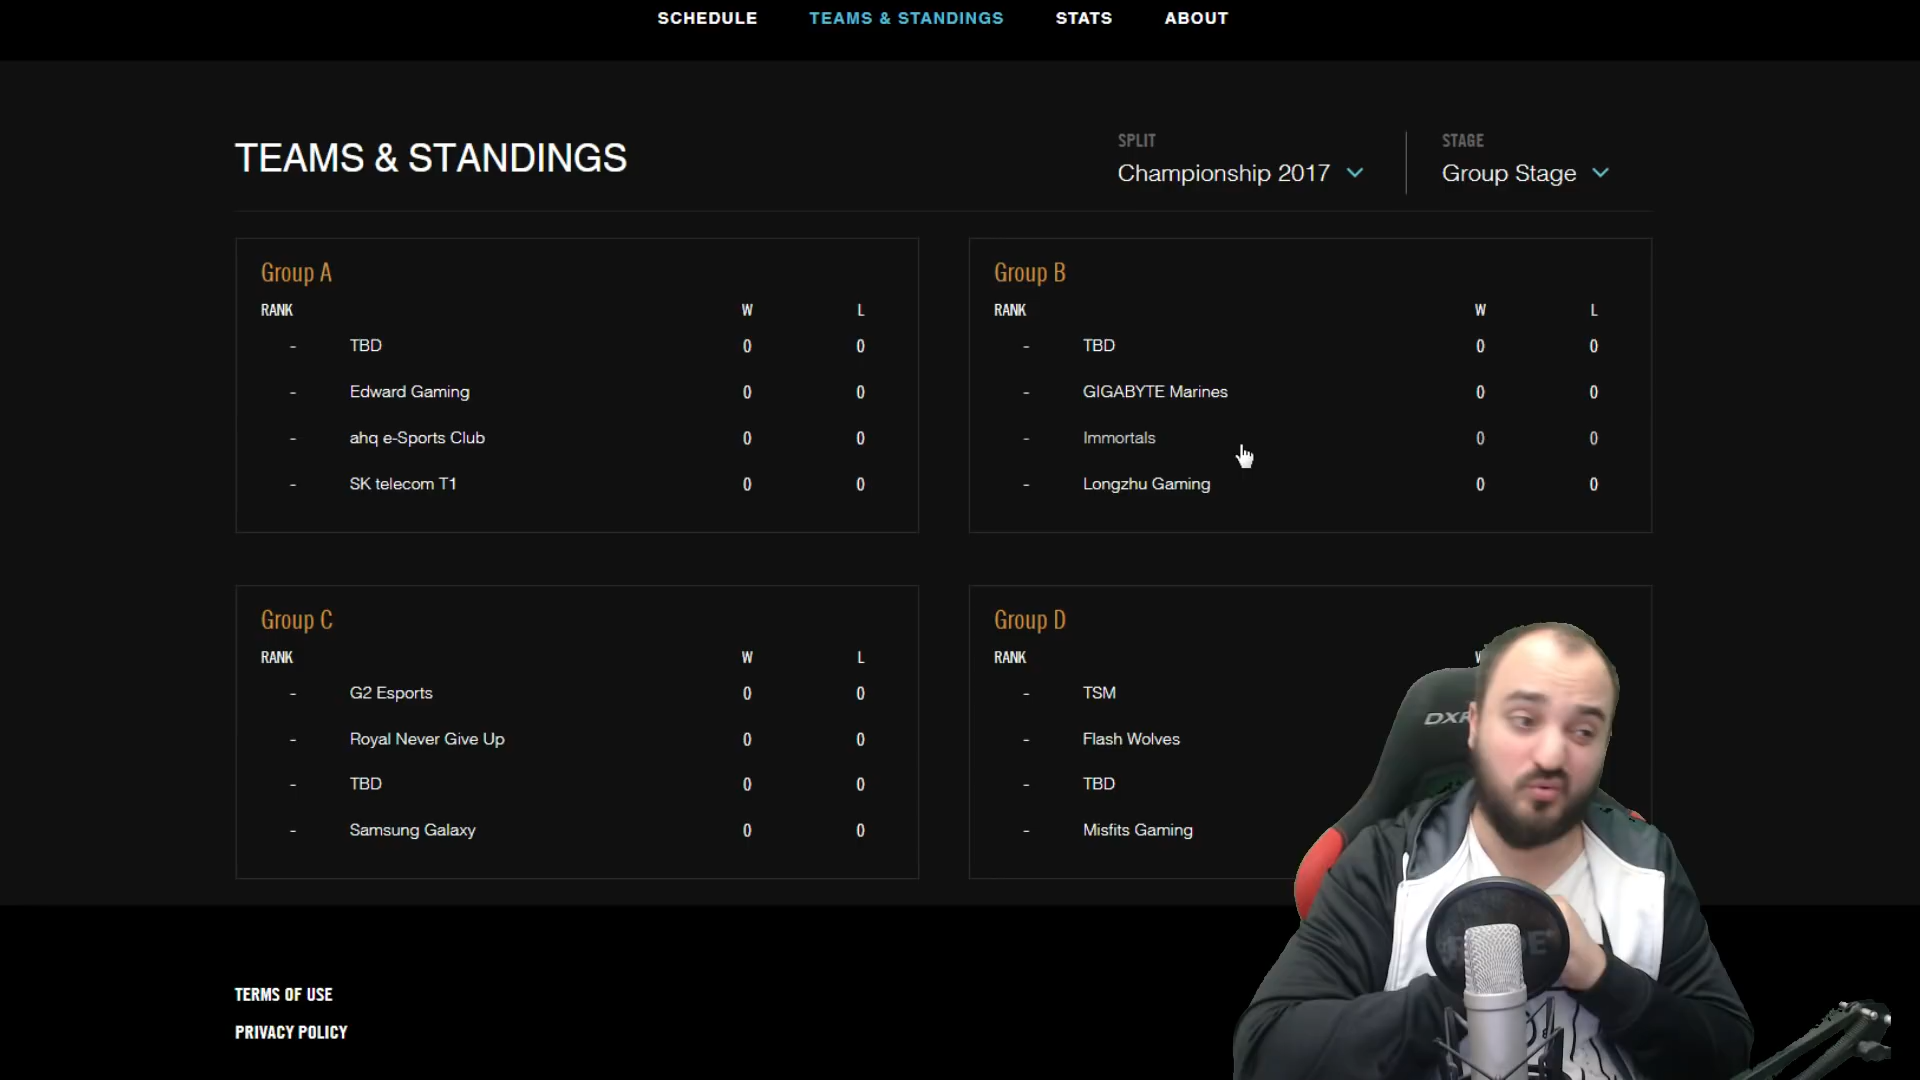 SCHEDULE TEAMS & STANDINGS STATS ABOUT
TEAMS & STANDINGS
SPLIT
Championship 2017
STAGE
Group Stage
Group A
RANK W L
- TBD 0 0
- Edward Gaming 0 0
- ahq e-Sports Club 0 0
- SK telecom T1 0 0
Group B
RANK W L
- TBD 0 0
- GIGABYTE Marines 0 0
- Immortals 0 0
- Longzhu Gaming 0 0
Group C
RANK W L
- G2 Esports 0 0
- Royal Never Give Up 0 0
- TBD 0 0
- Samsung Galaxy 0 0
Group D
RANK
- TSM
- Flash Wolves
- TBD
- Misfits Gaming
TERMS OF USE
PRIVACY POLICY